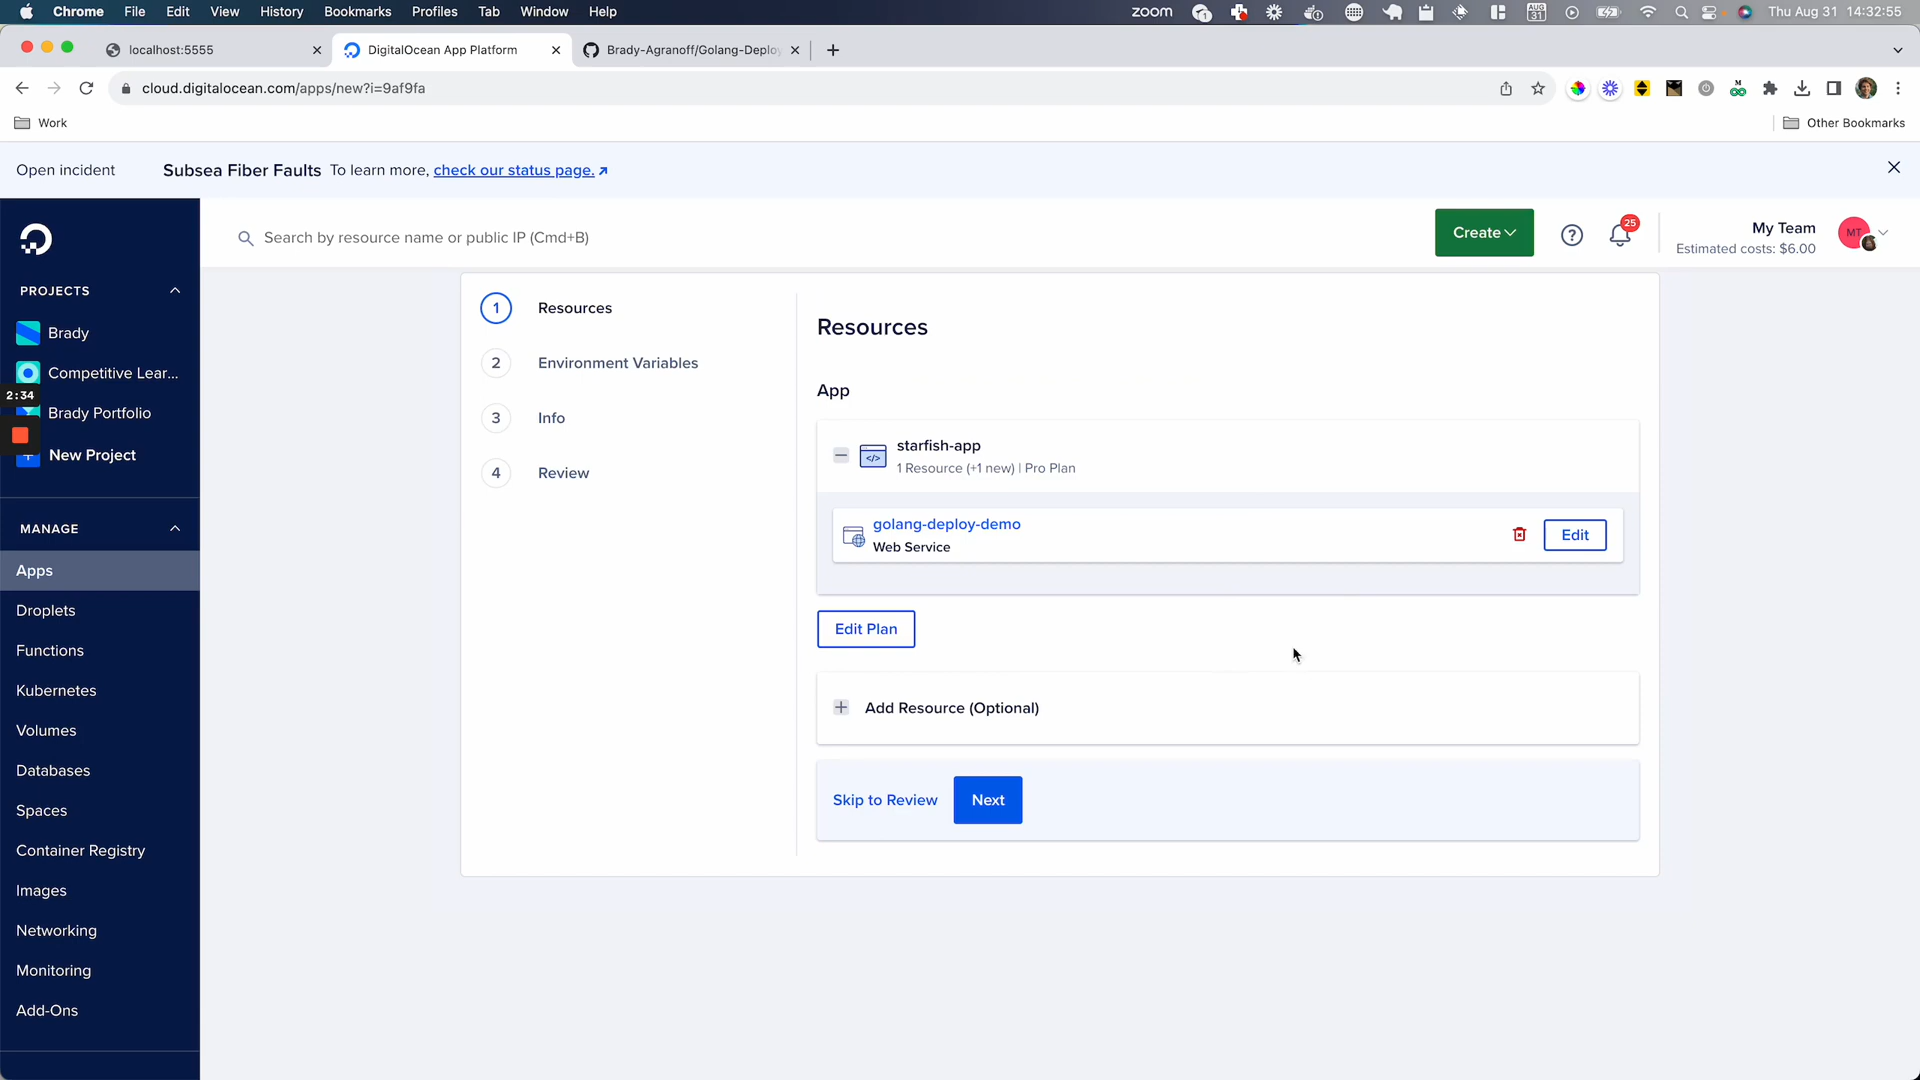 Chrome File Edit View History Bookmarks Profiles Tab Window Help
zoom 1 AUG 31 Thu Aug 31 14:32:55
localhost:5555
DigitalOcean App Platform
Brady-Agranoff/Golang-Deplo
cloud.digitalocean.com/apps/new?i=9af9fa
Work
Other Bookmarks
Open incident Subsea Fiber Faults To learn more, check our status page.
Search by resource name or public IP (Cmd+B)
Create
25
My Team
Estimated costs: $6.00
MT
PROJECTS
Brady
Competitive Lear...
2:34
Brady Portfolio
New Project
MANAGE
Apps
Droplets
Functions
Kubernetes
Volumes
Databases
Spaces
Container Registry
Images
Networking
Monitoring
Add-Ons
1 Resources
2 Environment Variables
3 Info
4 Review
Resources
App
starfish-app
1 Resource (+1 new) | Pro Plan
golang-deploy-demo
Web Service
Edit
Edit Plan
Add Resource (Optional)
Skip to Review
Next